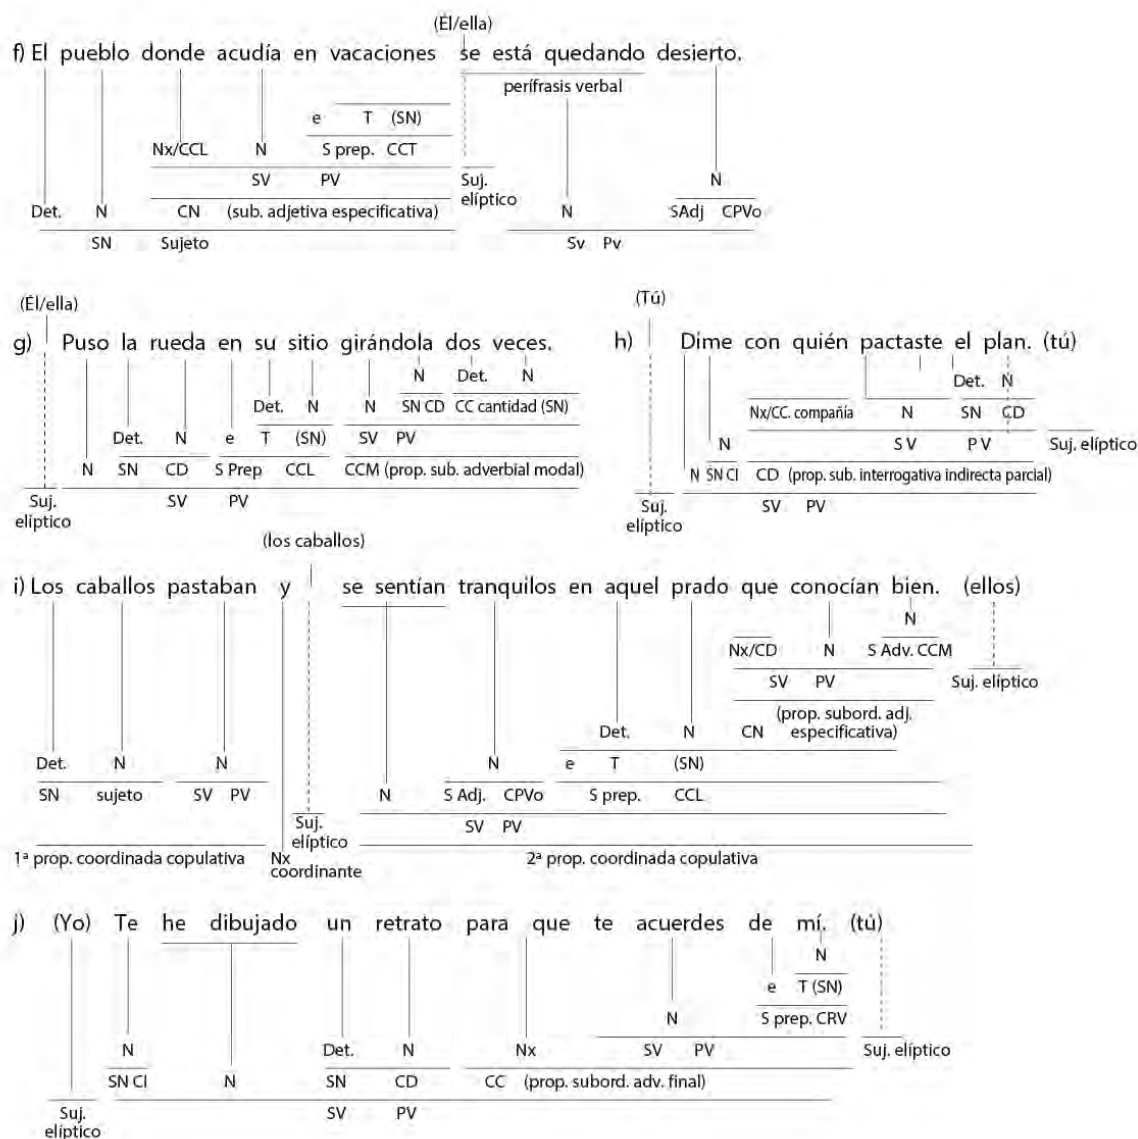 (Él/ella)
f) El pueblo donde acudía en vacaciones se está quedando desierto.
perífrasis verbal
e T (SN)
Nx/CCL N S prep. CCT
SV PV Suj. elíptico N
Det. N CN (sub. adjetiva especificativa) N SAdj CPVo
SN Sujeto Sv Pv
(Él/ella)
g) Puso la rueda en su sitio girándola dos veces.
N Det. N
Det. N N SN CD CC cantidad (SN)
Det. N e T (SN) SV PV
N SN CD S Prep CCL CCM (prop. sub. adverbial modal)
Suj. elíptico SV PV
(Tú)
h) Dime con quién pactaste el plan. (tú)
Det. N
Nx/CC. compañía N SN CD
N SV PV Suj. elíptico
N SN CI CD (prop. sub. interrogativa indirecta parcial)
Suj. elíptico SV PV
(los caballos)
i) Los caballos pastaban y se sentían tranquilos en aquel prado que conocían bien. (ellos)
N
Nx/CD N S Adv. CCM
SV PV Suj. elíptico
(prop. subord. adj.
Det. N CN especificativa)
Det. N N N e T (SN)
SN sujeto SV PV N S Adj. CPVo S prep. CCL
Suj. elíptico SV PV
1ª prop. coordinada copulativa Nx coordinante 2ª prop. coordinada copulativa
j) (Yo) Te he dibujado un retrato para que te acuerdes de mí. (tú)
N
e T (SN)
N S prep. CRV
N Det. N Nx SV PV Suj. elíptico
SN CI N SN CD CC (prop. subord. adv. final)
Suj. elíptico SV PV